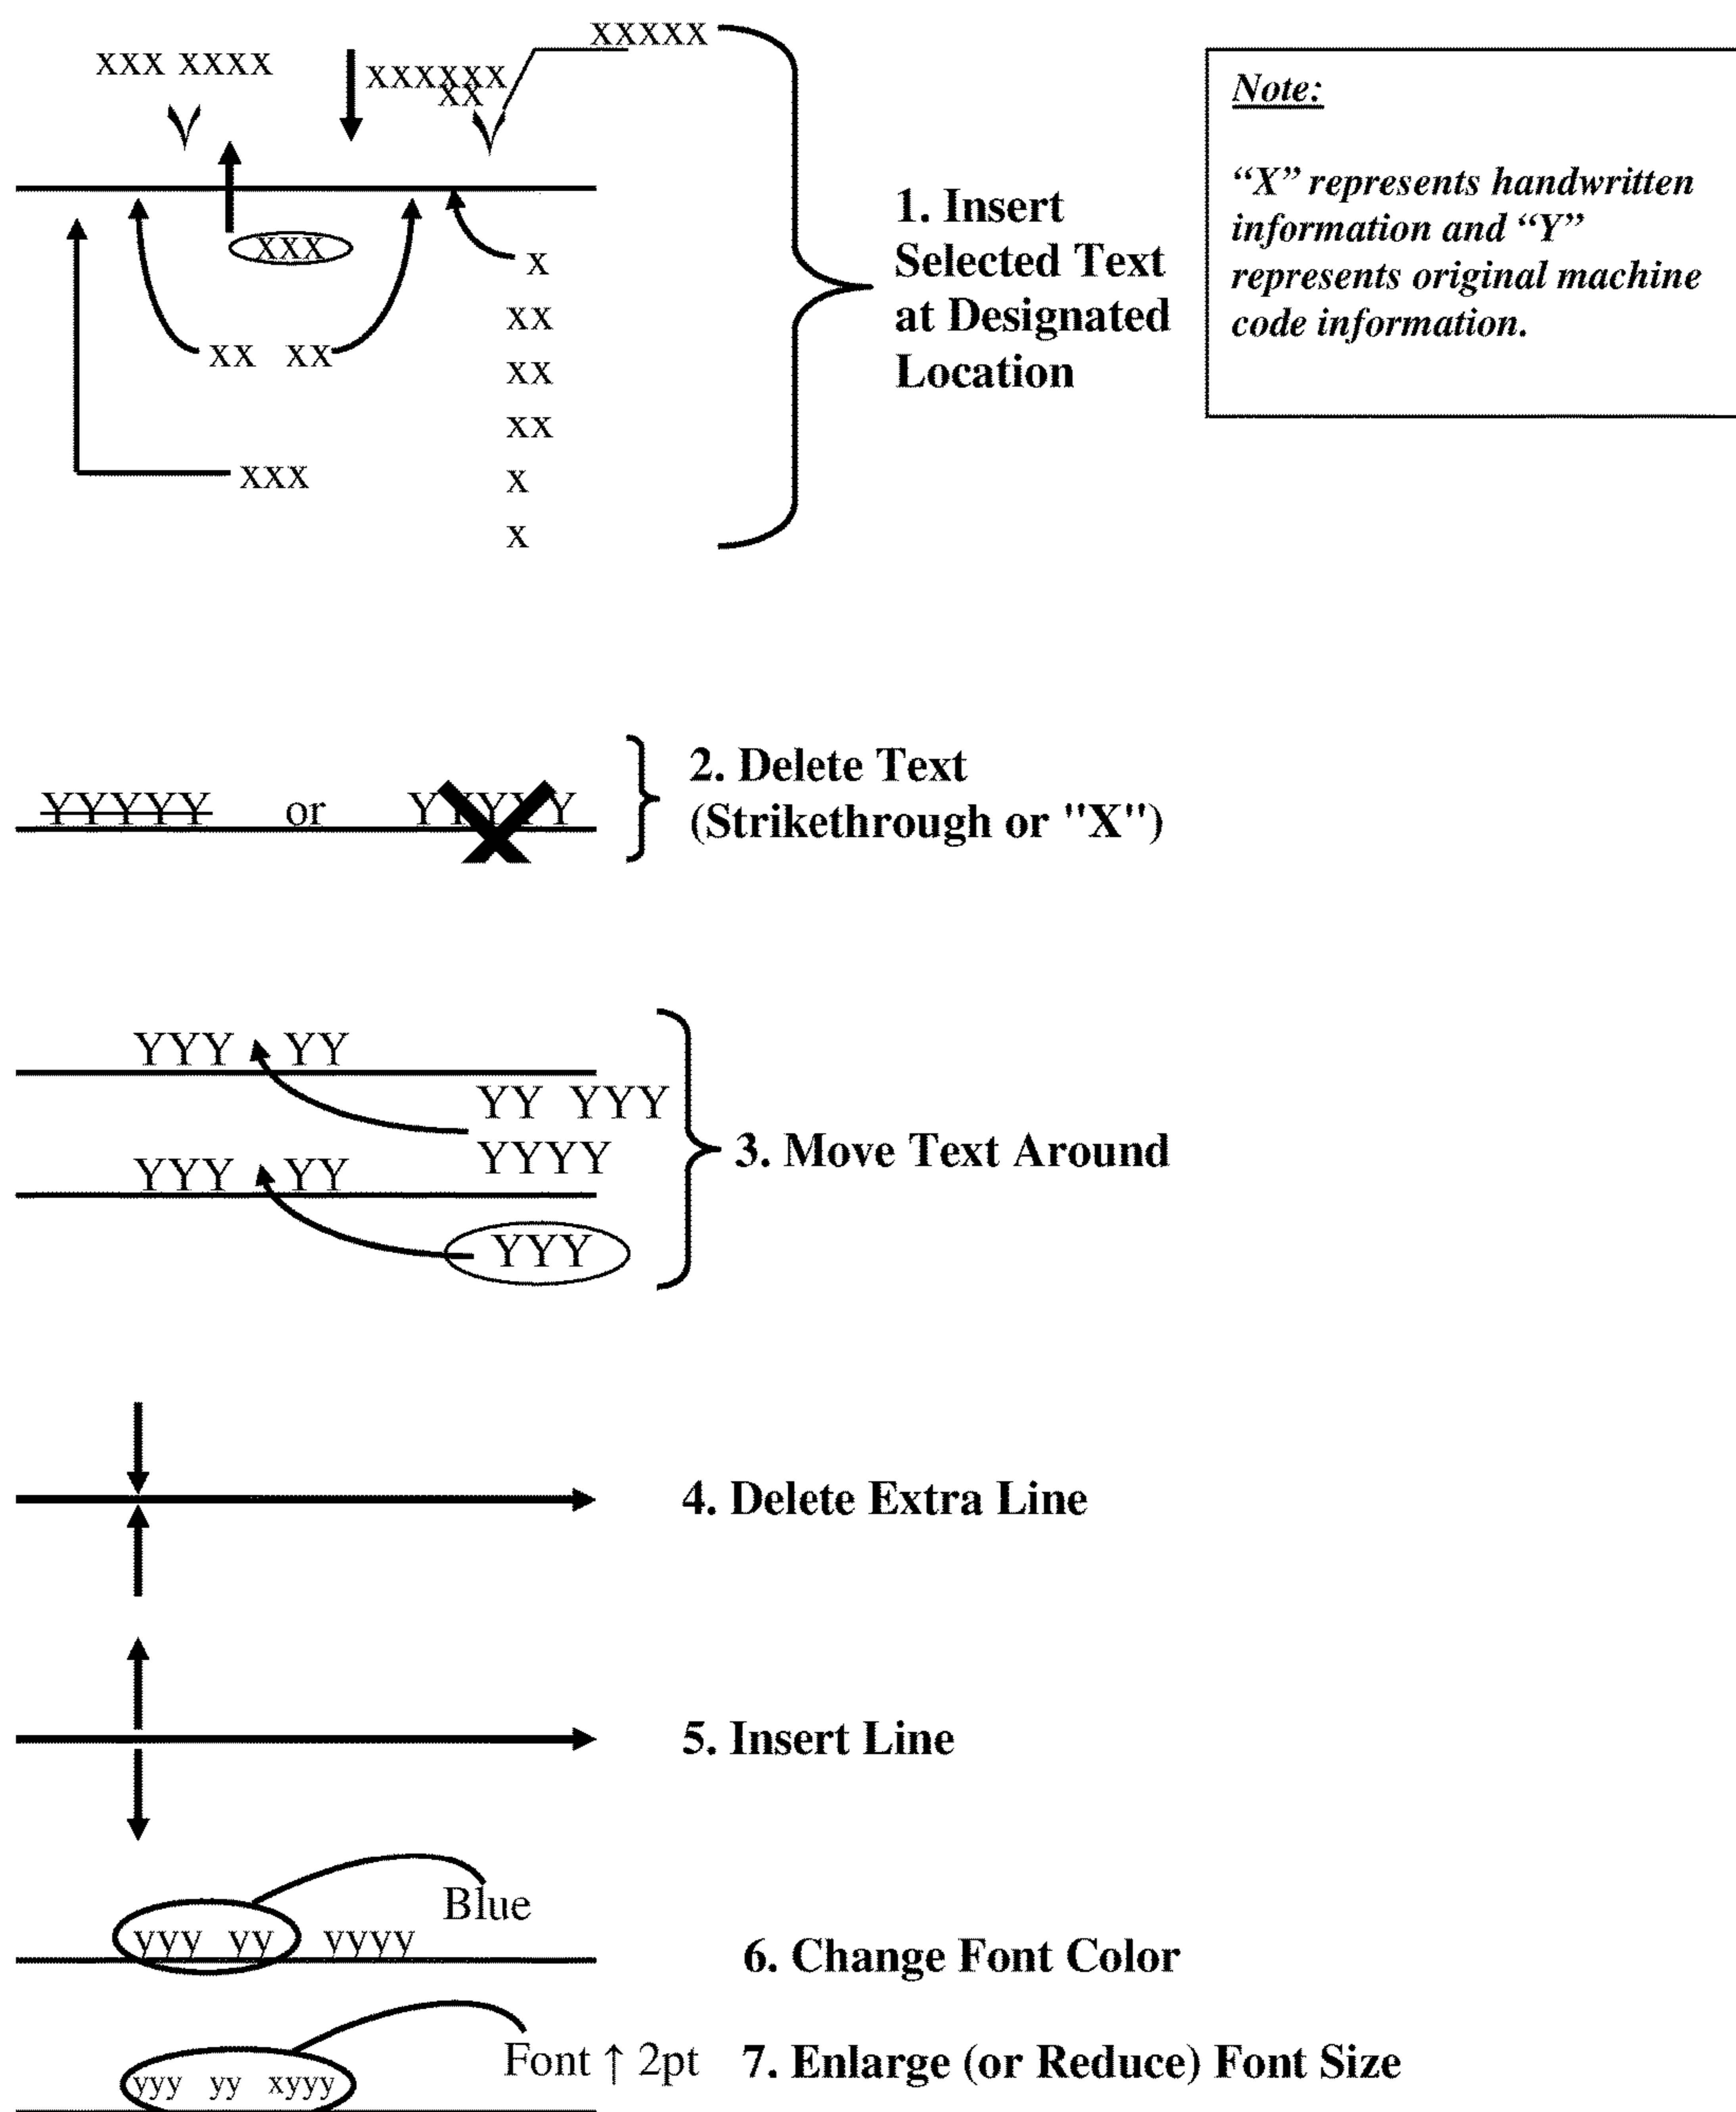 xxxxx
xxx xxxx
xxxxxx
xx
xxx
x
xx
xx
xx
x
x
xx xx
xxx
1. Insert
Selected Text
at Designated
Location
Note:
“X” represents handwritten
information and “Y”
represents original machine
code information.
YYYYY or YYYYY
2. Delete Text
(Strikethrough or "X")
YYY YY
YY YYY
YYYY
YYY YY
YYY
3. Move Text Around
4. Delete Extra Line
5. Insert Line
Blue
yyy yy yyyy
6. Change Font Color
Font ↑ 2pt
yyy yy xyyy
7. Enlarge (or Reduce) Font Size